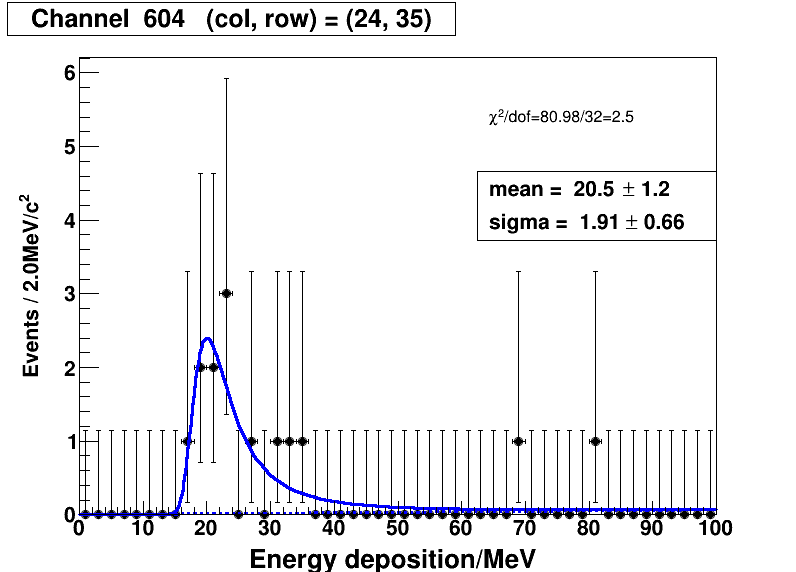 Channel 604 (col, row) = (24, 35)
χ²/dof=80.98/32=2.5
mean = 20.5 ± 1.2
sigma = 1.91 ± 0.66
Events / 2.0MeV/c²
6
5
4
3
2
1
0
0 10 20 30 40 50 60 70 80 90 100
Energy deposition/MeV